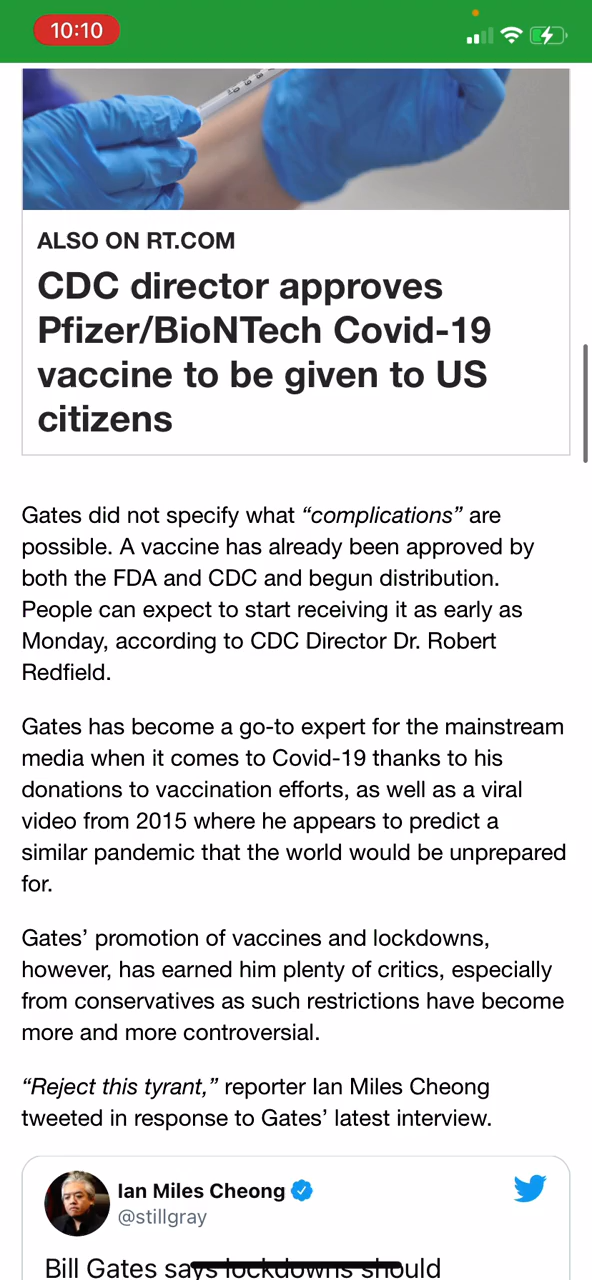 10:10
ALSO ON RT.COM
CDC director approves
Pfizer/BioNTech Covid-19
vaccine to be given to US
citizens
Gates did not specify what “complications” are
possible. A vaccine has already been approved by
both the FDA and CDC and begun distribution.
People can expect to start receiving it as early as
Monday, according to CDC Director Dr. Robert
Redfield.
Gates has become a go-to expert for the mainstream
media when it comes to Covid-19 thanks to his
donations to vaccination efforts, as well as a viral
video from 2015 where he appears to predict a
similar pandemic that the world would be unprepared
for.
Gates’ promotion of vaccines and lockdowns,
however, has earned him plenty of critics, especially
from conservatives as such restrictions have become
more and more controversial.
“Reject this tyrant,” reporter Ian Miles Cheong
tweeted in response to Gates’ latest interview.
Ian Miles Cheong
@stillgray
Bill Gates says lockdowns should